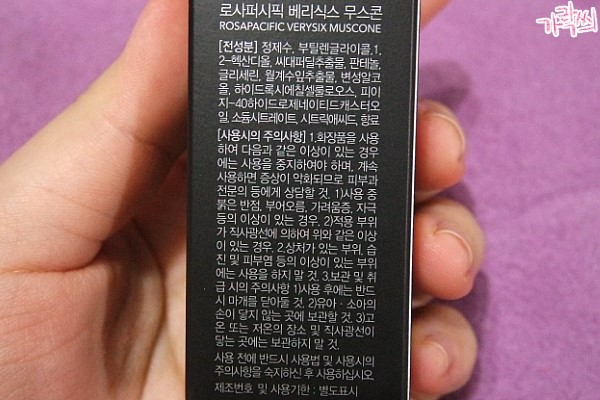 가락찌
로사퍼시픽 베리식스 무스콘
ROSAPACIFIC VERYSIX MUSCONE
[전성분] 정제수, 부틸렌글라이콜,1,
2-헥산디올, 씨대퍼딜추출물, 판테놀,
글리세린, 월계수잎추출물, 변성알코
올, 하이드록시에칠셀룰로오스, 피이
지-40하이드로제네이티드캐스터오
일, 소듐시트레이트, 시트릭애씨드, 향료
[사용시의 주의사항] 1.화장품을 사용
하여 다음과 같은 이상이 있는 경우
에는 사용을 중지하여야 하며, 계속
사용하면 증상이 악화되므로 피부과
전문의 등에게 상담할 것. 1)사용 중
붉은 반점, 부어오름, 가려움증, 자극
등의 이상이 있는 경우. 2)적용 부위
가 직사광선에 의하여 위와 같은 이상
이 있는 경우. 2.상처가 있는 부위, 습
진 및 피부염 등의 이상이 있는 부위
에는 사용을 하지 말 것. 3.보관 및 취
급 시의 주의사항 1)사용 후에는 반드
시 마개를 닫아둘 것. 2)유아·소아의
손이 닿지 않는 곳에 보관할 것. 3)고
온 또는 저온의 장소 및 직사광선이
닿는 곳에는 보관하지 말 것.
사용 전에 반드시 사용법 및 사용시의
주의사항을 숙지하신 후 사용하십시오.
제조번호 및 사용기한 : 별도표시